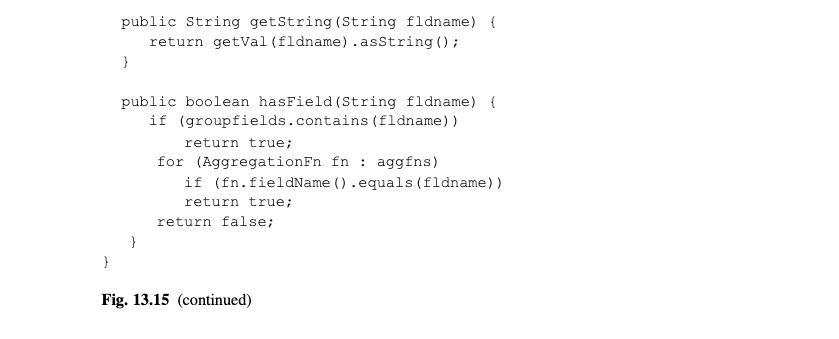 public String getString(String fldname) {
return getVal(fldname).asString();
}
public boolean hasField(String fldname) {
if (groupfields.contains(fldname))
return true;
for (AggregationFn fn : aggfns)
if (fn.fieldName().equals(fldname))
return true;
return false;
}
}
Fig. 13.15 (continued)